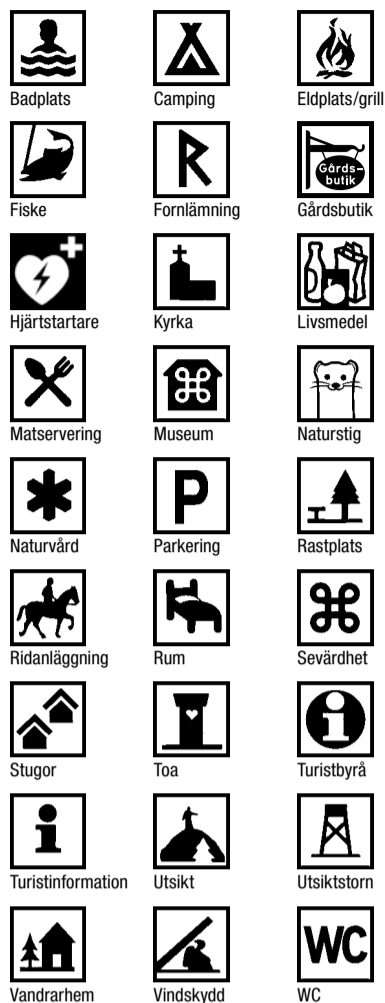 Badplats
Camping
Eldplats/grill
Fiske
Fornlämning
Gårds-
butik
Gårdsbutik
Hjärtstartare
Kyrka
Livsmedel
Matservering
Museum
Naturstig
Naturvård
P
Parkering
Rastplats
Ridanläggning
Rum
Sevärdhet
Stugor
Toa
i
Turistbyrå
i
Turistinformation
Utsikt
Utsiktstorn
Vandrarhem
Vindskydd
WC
WC